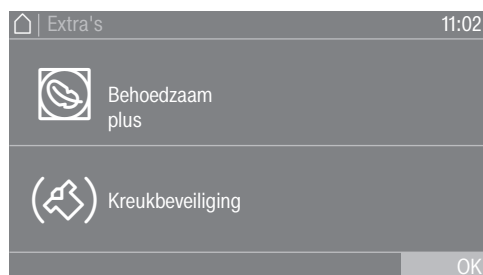 | Extra's 11:02
Behoedzaam
plus
Kreukbeveiliging
OK